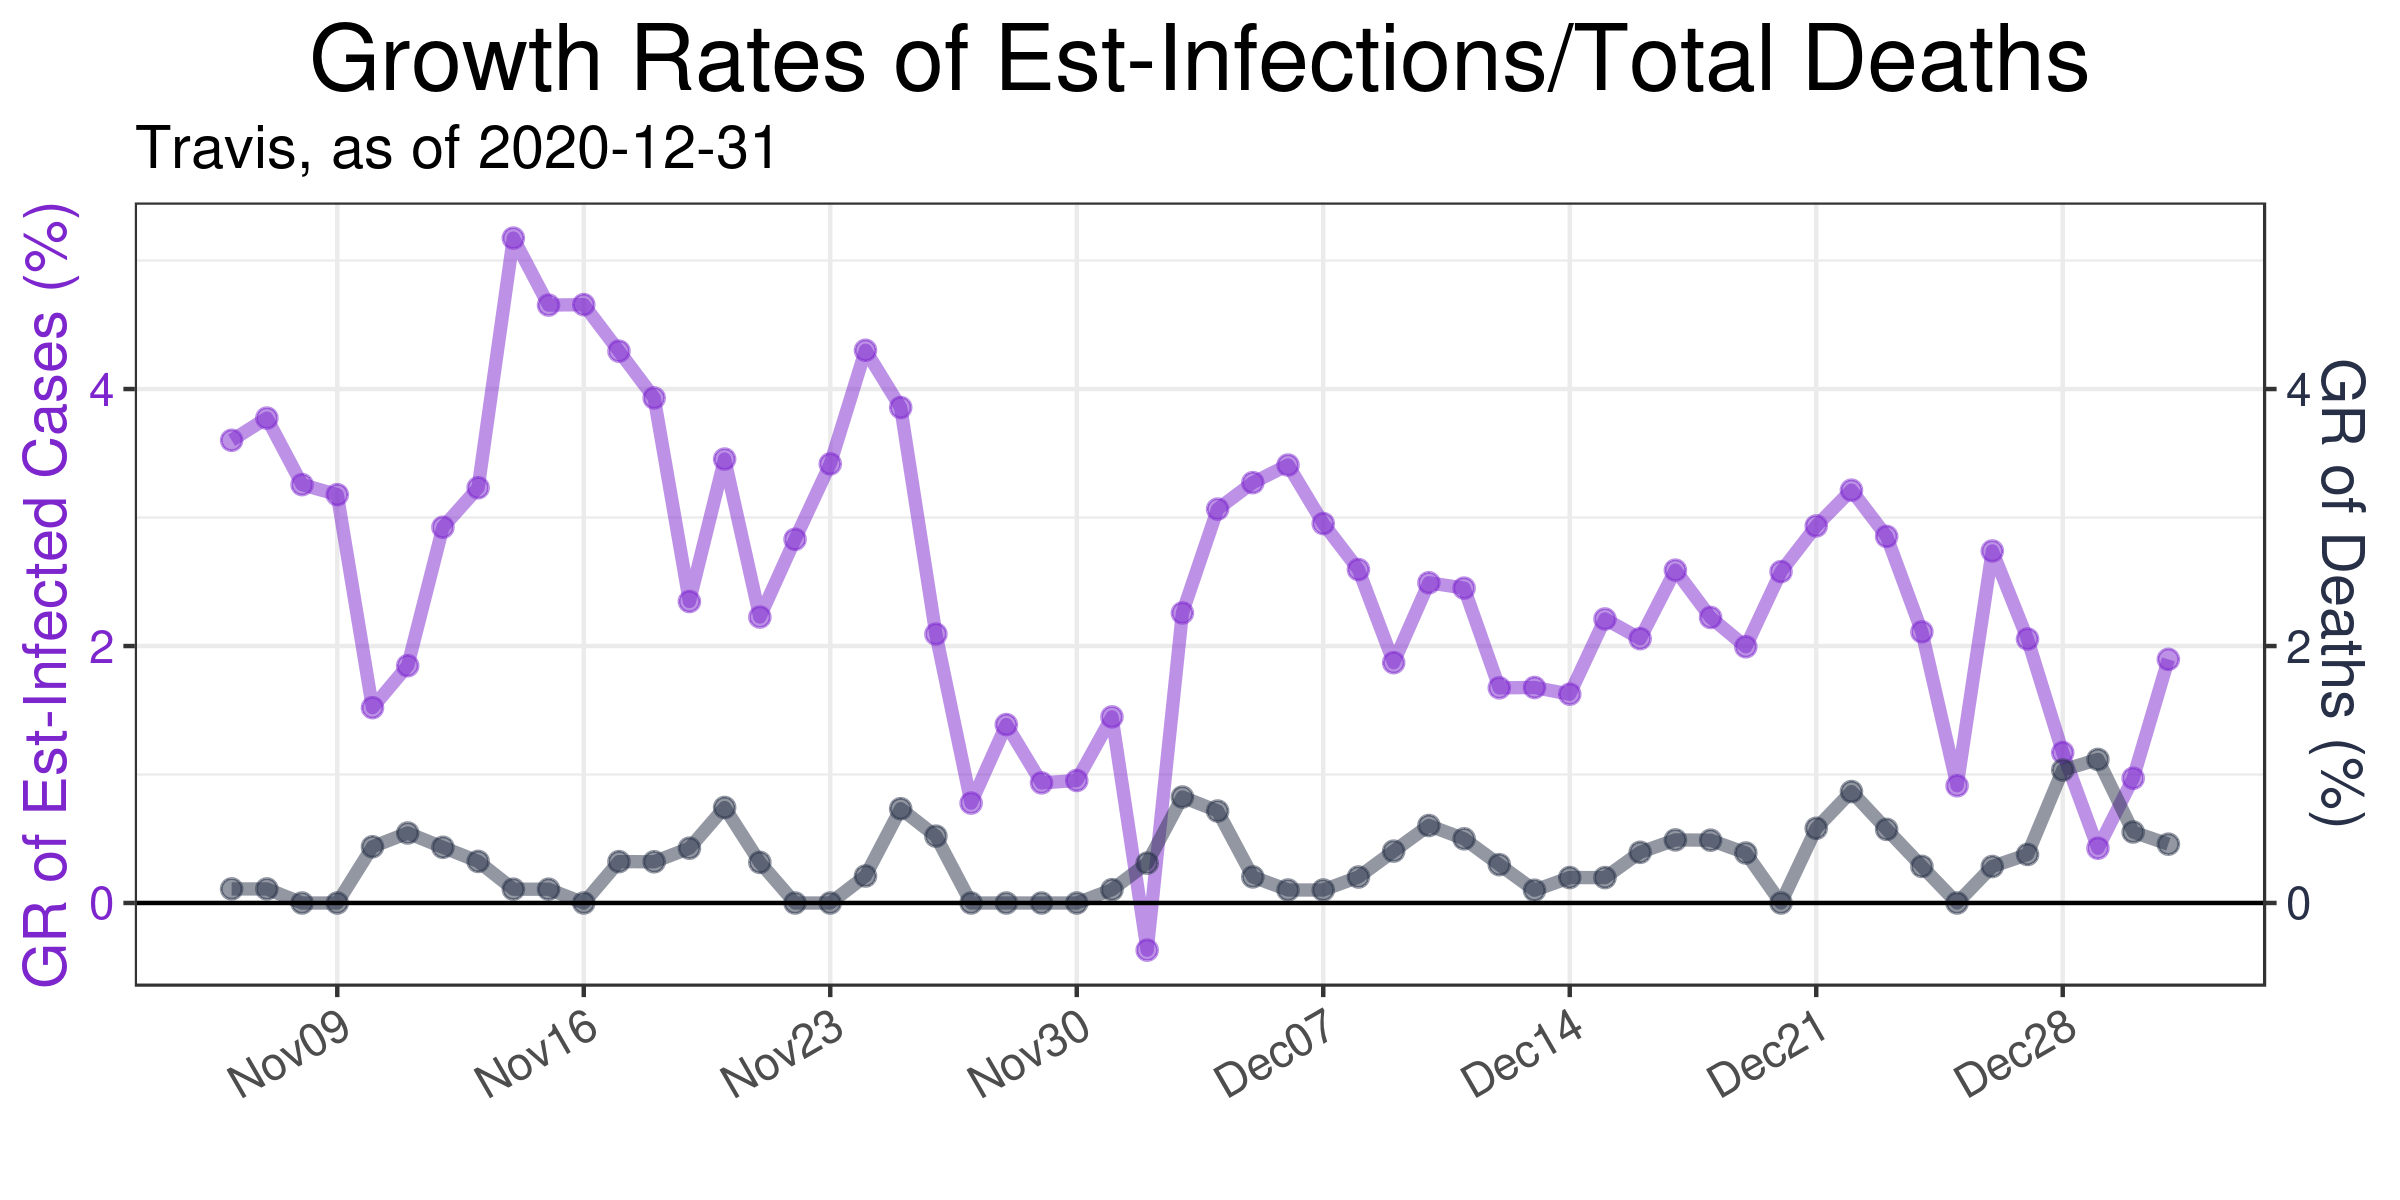 Growth Rates of Est-Infections/Total Deaths
Travis, as of 2020-12-31
GR of Est-Infected Cases (%)
4
2
0
4
2
0
GR of Deaths (%)
Nov09
Nov16
Nov23
Nov30
Dec07
Dec14
Dec21
Dec28